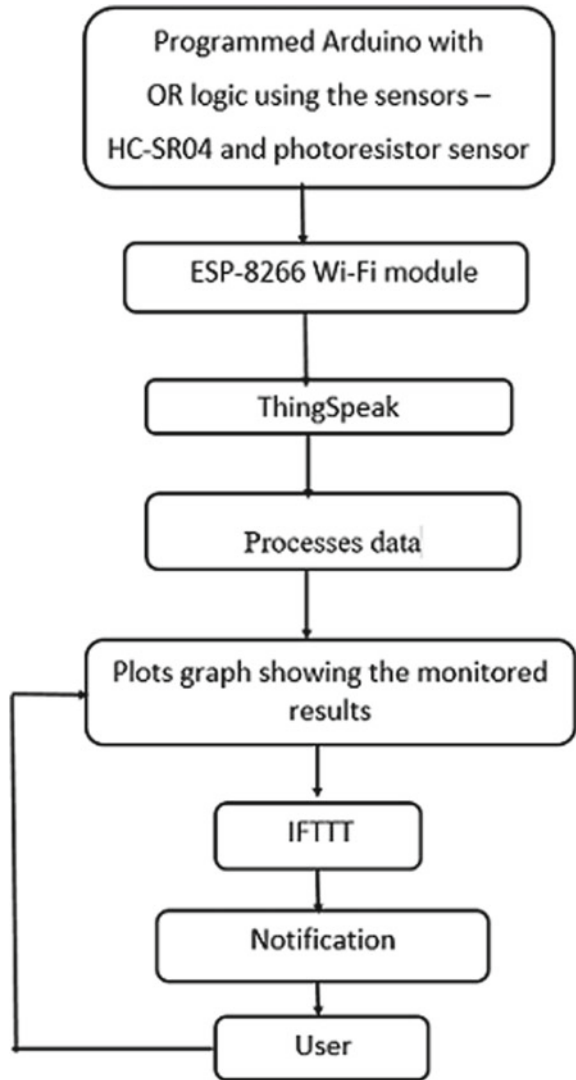 Programmed Arduino with
OR logic using the sensors –
HC-SR04 and photoresistor sensor
ESP-8266 Wi-Fi module
ThingSpeak
Processes data
Plots graph showing the monitored
results
IFTTT
Notification
User